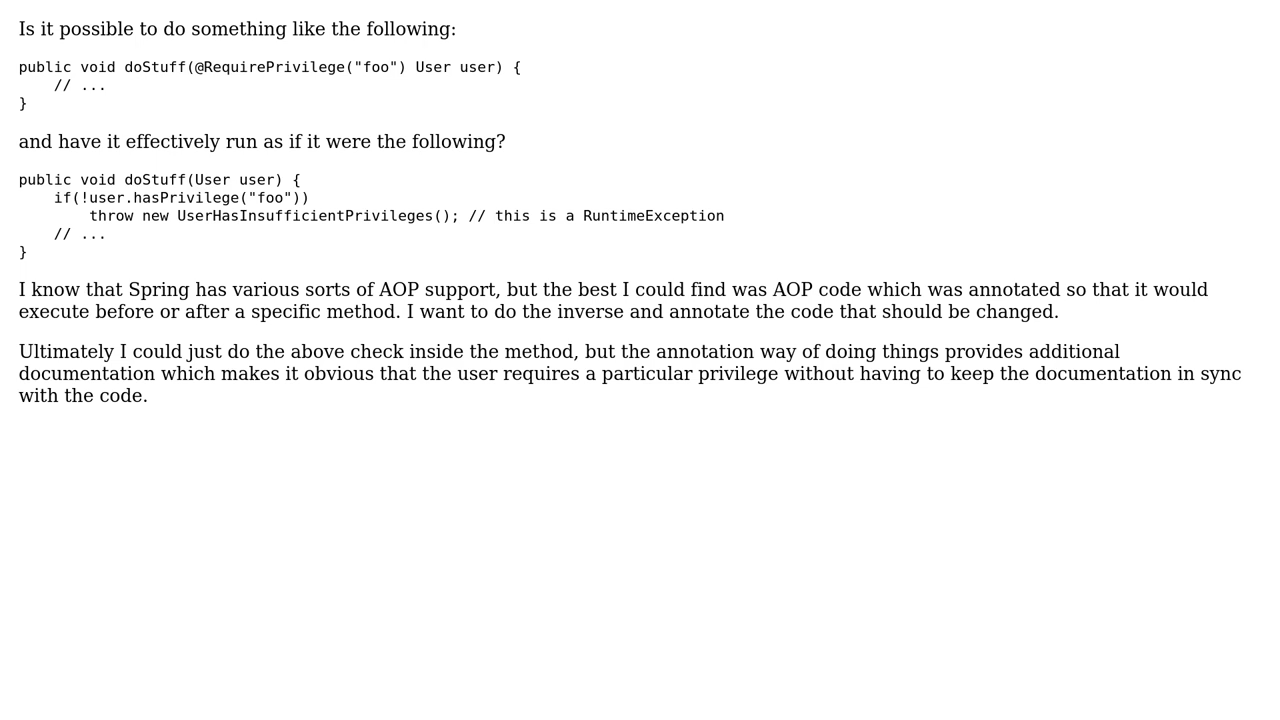 Is it possible to do something like the following:
public void doStuff(@RequirePrivilege("foo") User user) {
    // ...
}
and have it effectively run as if it were the following?
public void doStuff(User user) {
    if(!user.hasPrivilege("foo"))
        throw new UserHasInsufficientPrivileges(); // this is a RuntimeException
    // ...
}
I know that Spring has various sorts of AOP support, but the best I could find was AOP code which was annotated so that it would
execute before or after a specific method. I want to do the inverse and annotate the code that should be changed.
Ultimately I could just do the above check inside the method, but the annotation way of doing things provides additional
documentation which makes it obvious that the user requires a particular privilege without having to keep the documentation in sync
with the code.